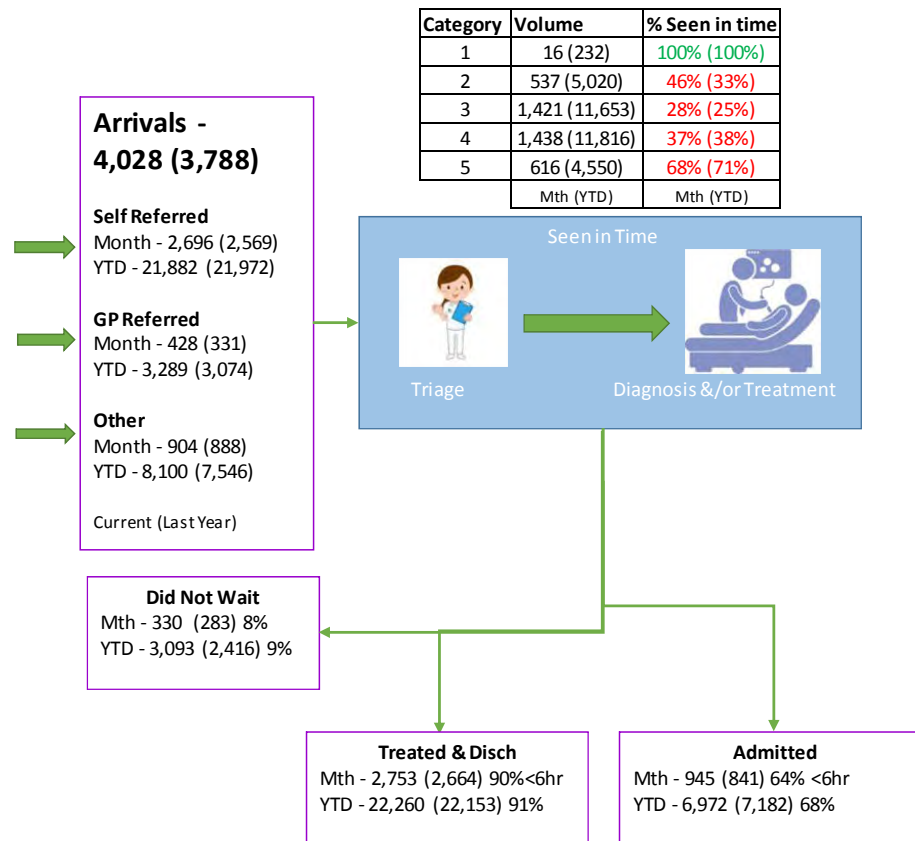 Category Volume % Seen in time
1 16 (232) 100% (100%)
2 537 (5,020) 46% (33%)
3 1,421 (11,653) 28% (25%)
4 1,438 (11,816) 37% (38%)
5 616 (4,550) 68% (71%)
Mth (YTD) Mth (YTD)
Arrivals -
4,028 (3,788)
Self Referred
Month - 2,696 (2,569)
YTD - 21,882 (21,972)
GP Referred
Month - 428 (331)
YTD - 3,289 (3,074)
Other
Month - 904 (888)
YTD - 8,100 (7,546)
Current (Last Year)
Seen in Time
Triage
Diagnosis &/or Treatment
Did Not Wait
Mth - 330 (283) 8%
YTD - 3,093 (2,416) 9%
Treated & Disch
Mth - 2,753 (2,664) 90%<6hr
YTD - 22,260 (22,153) 91%
Admitted
Mth - 945 (841) 64% <6hr
YTD - 6,972 (7,182) 68%